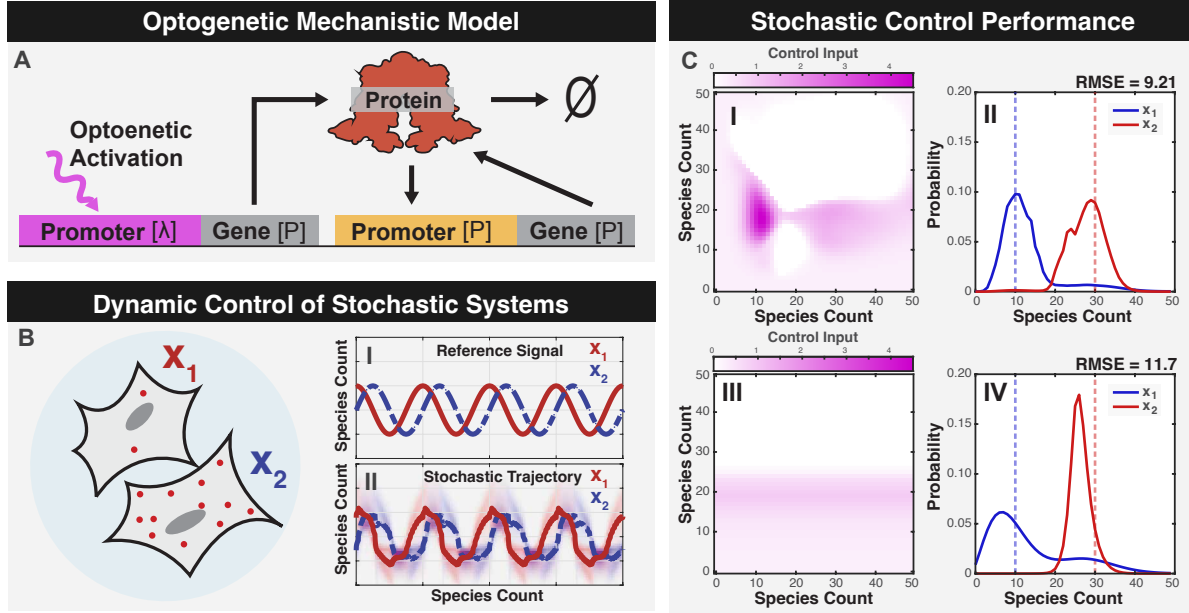 Optogenetic Mechanistic Model
A
Optoenetic
Activation
Protein
Ø
Promoter [λ]
Gene [P]
Promoter [P]
Gene [P]
Dynamic Control of Stochastic Systems
B
X1
X2
I
Reference Signal
X1
X2
Species Count
II
Stochastic Trajectory
X1
X2
Species Count
Species Count
Stochastic Control Performance
C
Control Input
0 1 2 3 4
I
50
40
30
20
10
0
Species Count
0 10 20 30 40 50
Species Count
RMSE = 9.21
II
x1
x2
0.20
0.15
0.10
0.05
0
Probability
0 10 20 30 40 50
Species Count
Control Input
0 1 2 3 4
III
50
40
30
20
10
0
Species Count
0 10 20 30 40 50
Species Count
RMSE = 11.7
IV
x1
x2
0.20
0.15
0.10
0.05
0
Probability
0 10 20 30 40 50
Species Count